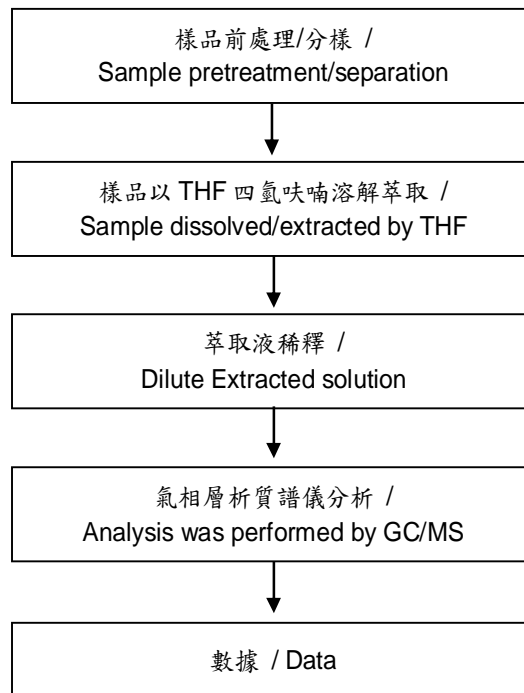 樣品前處理/分樣 /
Sample pretreatment/separation
樣品以 THF 四氫呋喃溶解萃取 /
Sample dissolved/extracted by THF
萃取液稀釋 /
Dilute Extracted solution
氣相層析質譜儀分析 /
Analysis was performed by GC/MS
數據 / Data